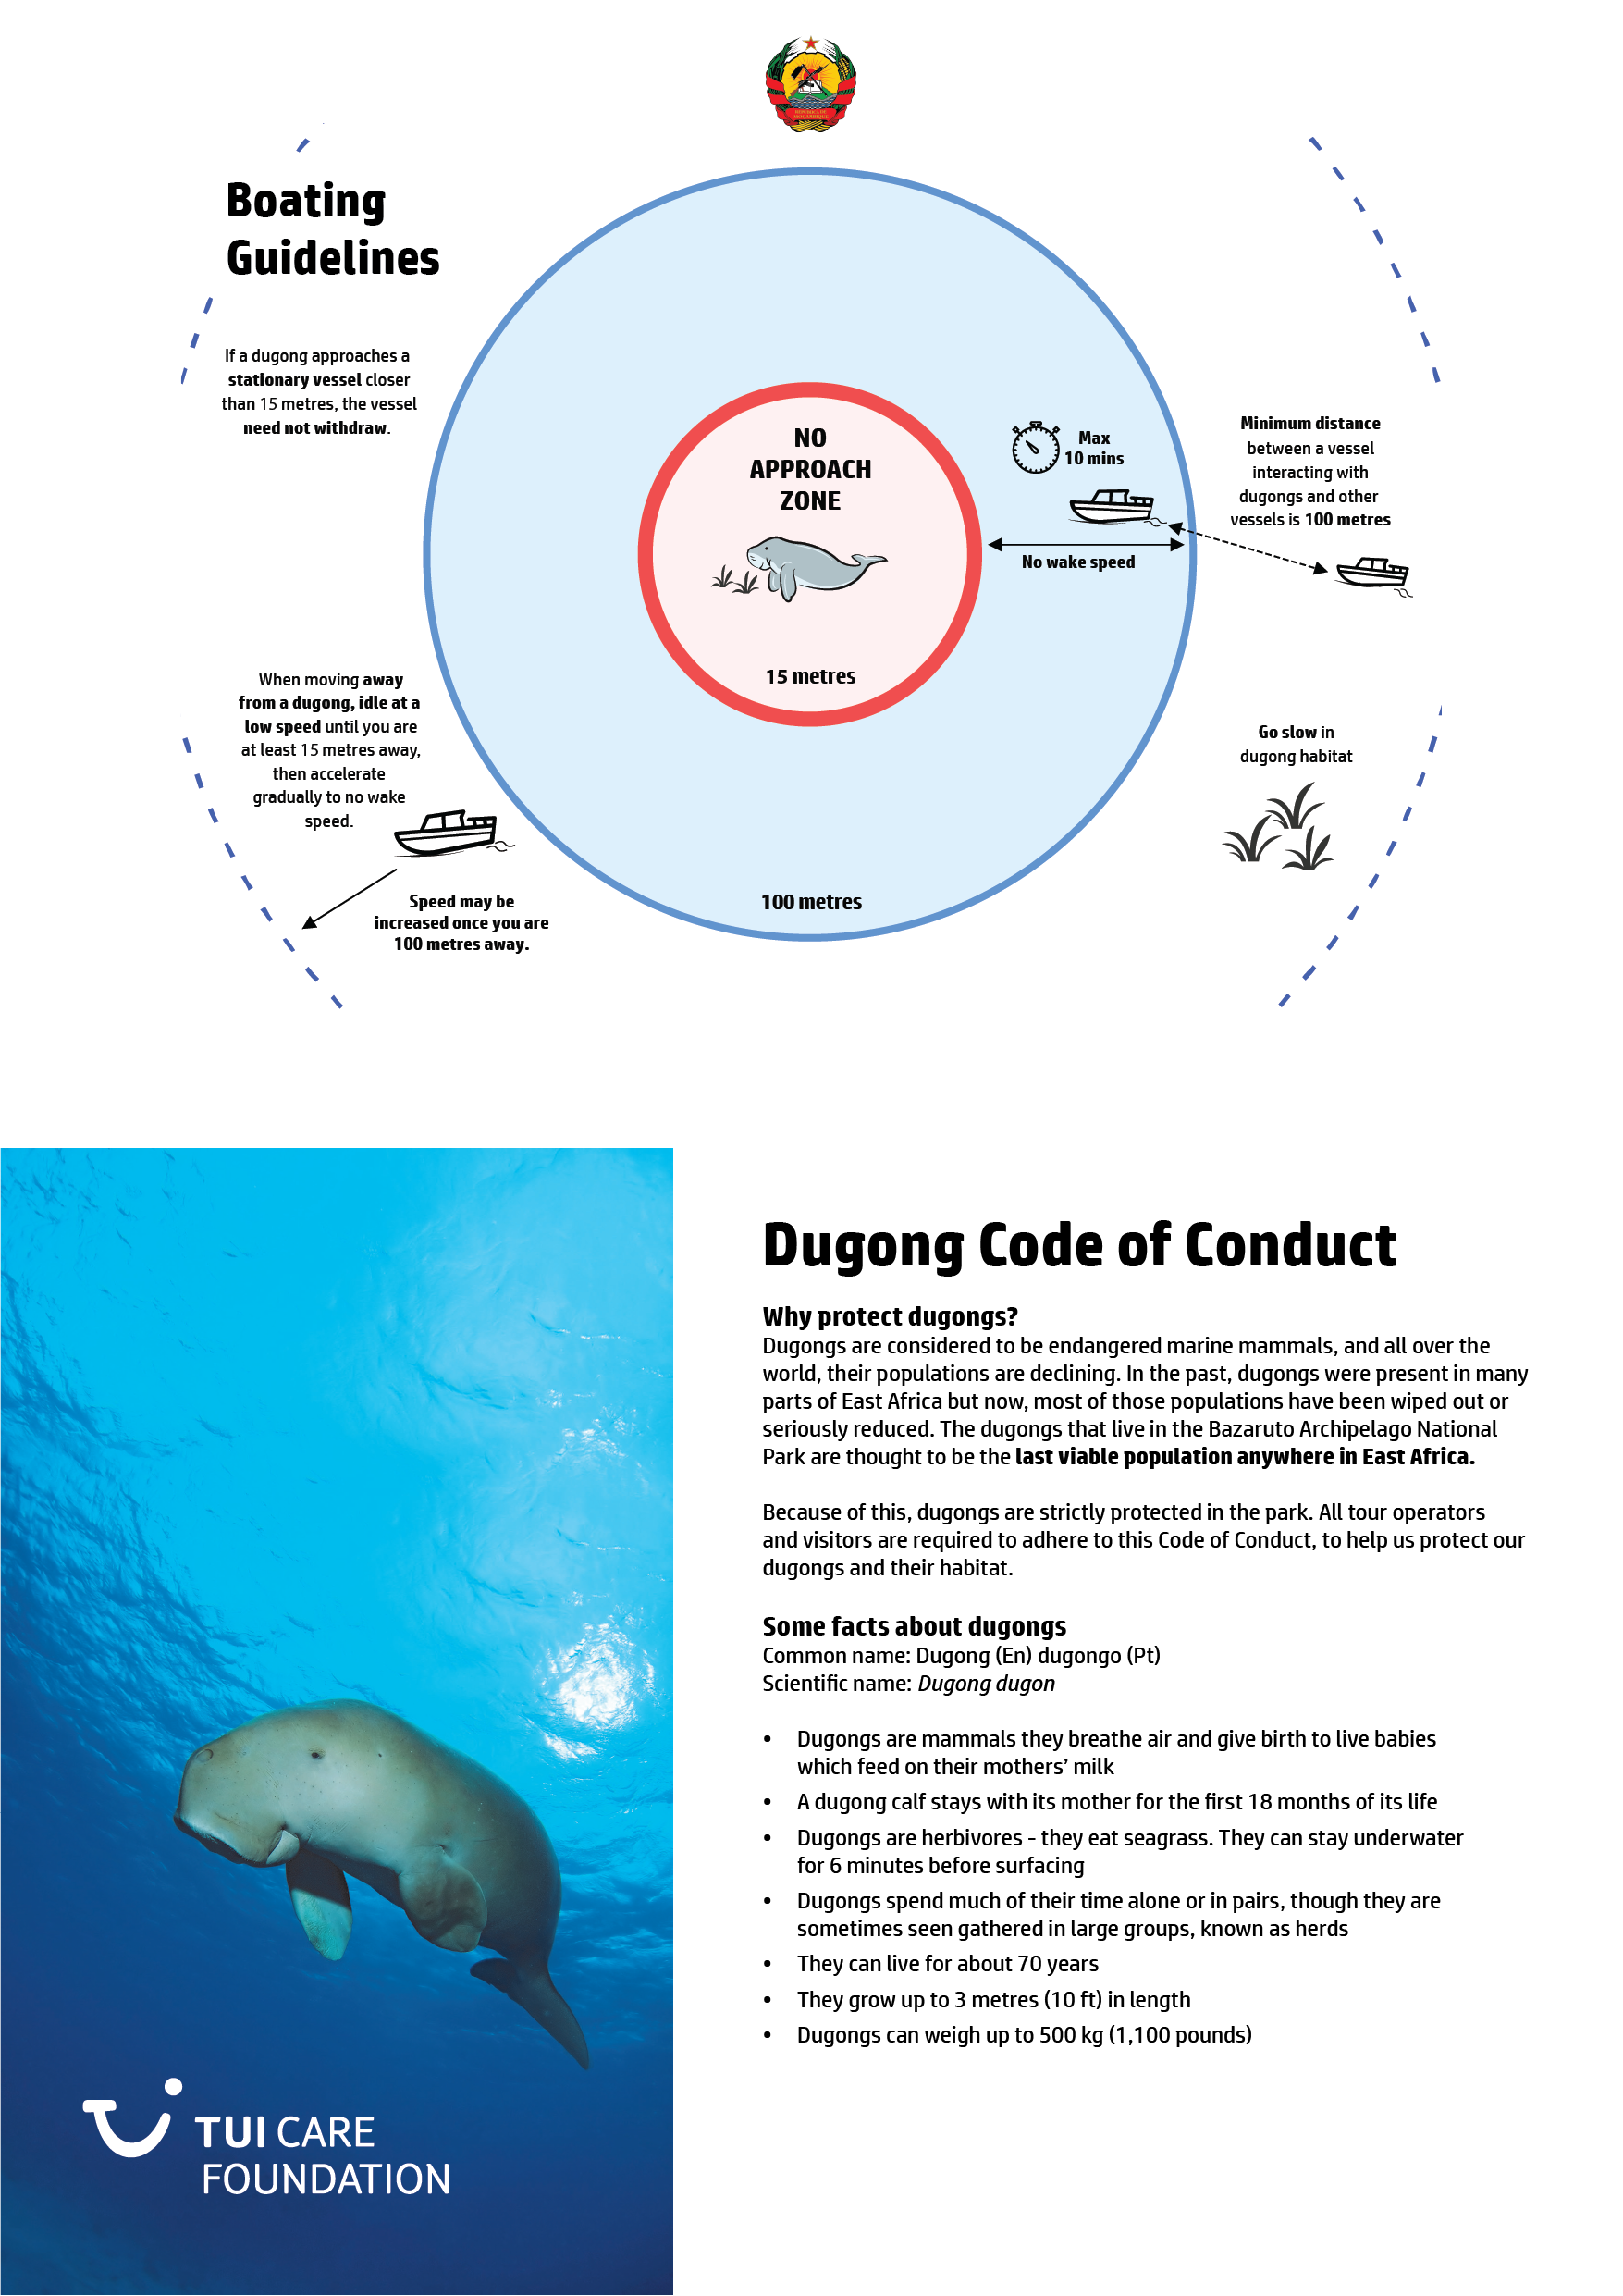 Boating
Guidelines
If a dugong approaches a
stationary vessel closer
than 15 metres, the vessel
need not withdraw.
NO
APPROACH
ZONE
15 metres
100 metres
Max
10 mins
No wake speed
Minimum distance
between a vessel
interacting with
dugongs and other
vessels is 100 metres
When moving away
from a dugong, idle at a
low speed until you are
at least 15 metres away,
then accelerate
gradually to no wake
speed.
Speed may be
increased once you are
100 metres away.
Go slow in
dugong habitat
Dugong Code of Conduct
Why protect dugongs?
Dugongs are considered to be endangered marine mammals, and all over the
world, their populations are declining. In the past, dugongs were present in many
parts of East Africa but now, most of those populations have been wiped out or
seriously reduced. The dugongs that live in the Bazaruto Archipelago National
Park are thought to be the last viable population anywhere in East Africa.
Because of this, dugongs are strictly protected in the park. All tour operators
and visitors are required to adhere to this Code of Conduct, to help us protect our
dugongs and their habitat.
Some facts about dugongs
Common name: Dugong (En) dugongo (Pt)
Scientific name: Dugong dugon
• Dugongs are mammals they breathe air and give birth to live babies
which feed on their mothers’ milk
• A dugong calf stays with its mother for the first 18 months of its life
• Dugongs are herbivores - they eat seagrass. They can stay underwater
for 6 minutes before surfacing
• Dugongs spend much of their time alone or in pairs, though they are
sometimes seen gathered in large groups, known as herds
• They can live for about 70 years
• They grow up to 3 metres (10 ft) in length
• Dugongs can weigh up to 500 kg (1,100 pounds)
TUI CARE
FOUNDATION